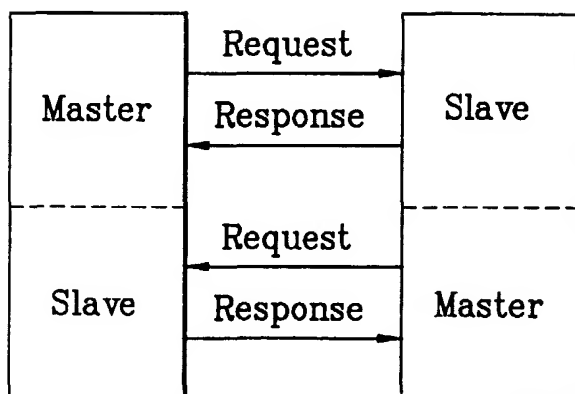 Request
Master
Response
Slave
Request
Slave
Response
Master